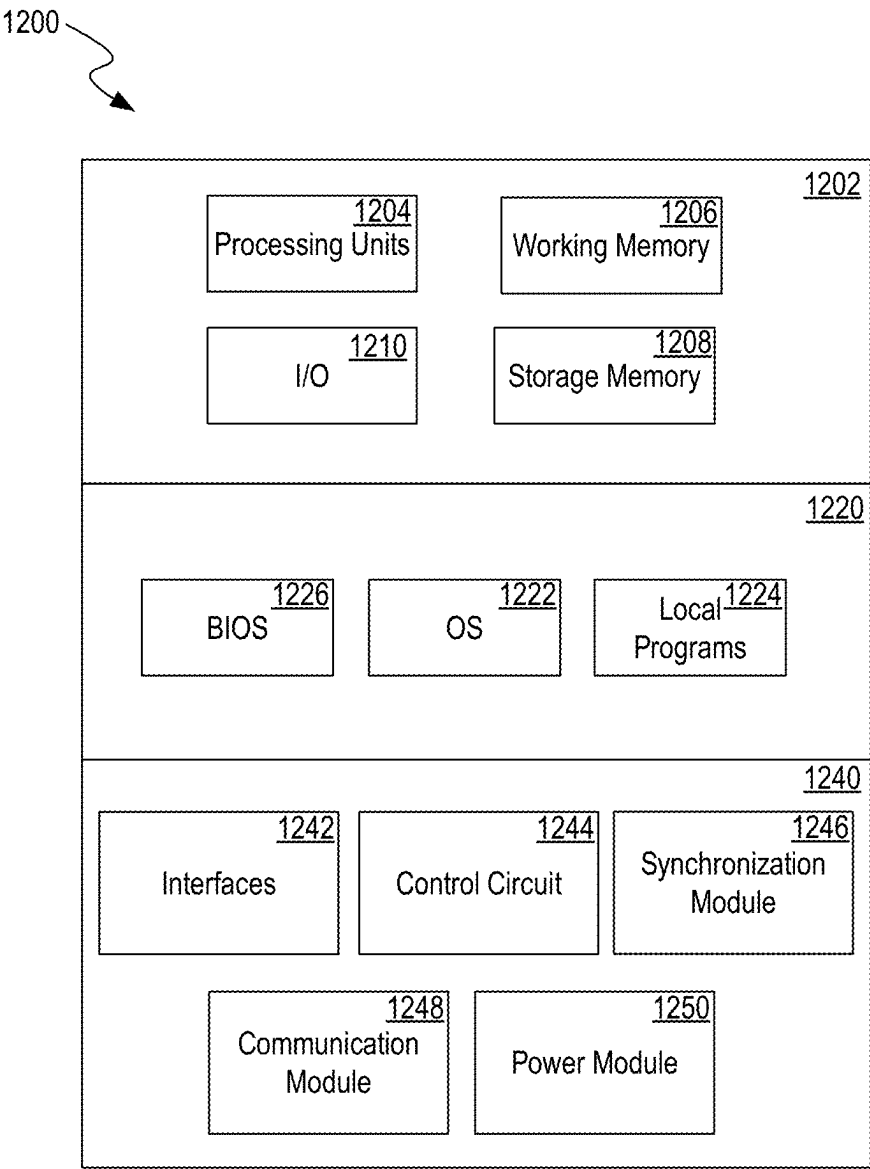 1200
1202
1204
Processing Units
1206
Working Memory
1210
I/O
1208
Storage Memory
1220
1226
BIOS
1222
OS
1224
Local
Programs
1240
1242
Interfaces
1244
Control Circuit
1246
Synchronization
Module
1248
Communication
Module
1250
Power Module